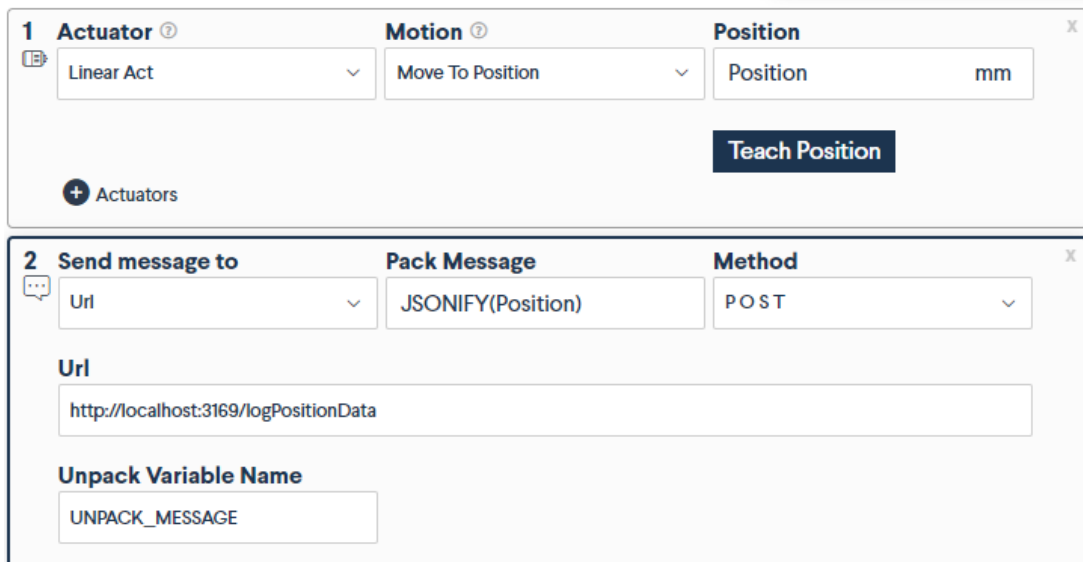 1 Actuator ? Motion ? Position x
Linear Act Move To Position Position mm
Teach Position
+ Actuators
2 Send message to Pack Message Method x
Url JSONIFY(Position) POST
Url
http://localhost:3169/logPositionData
Unpack Variable Name
UNPACK_MESSAGE